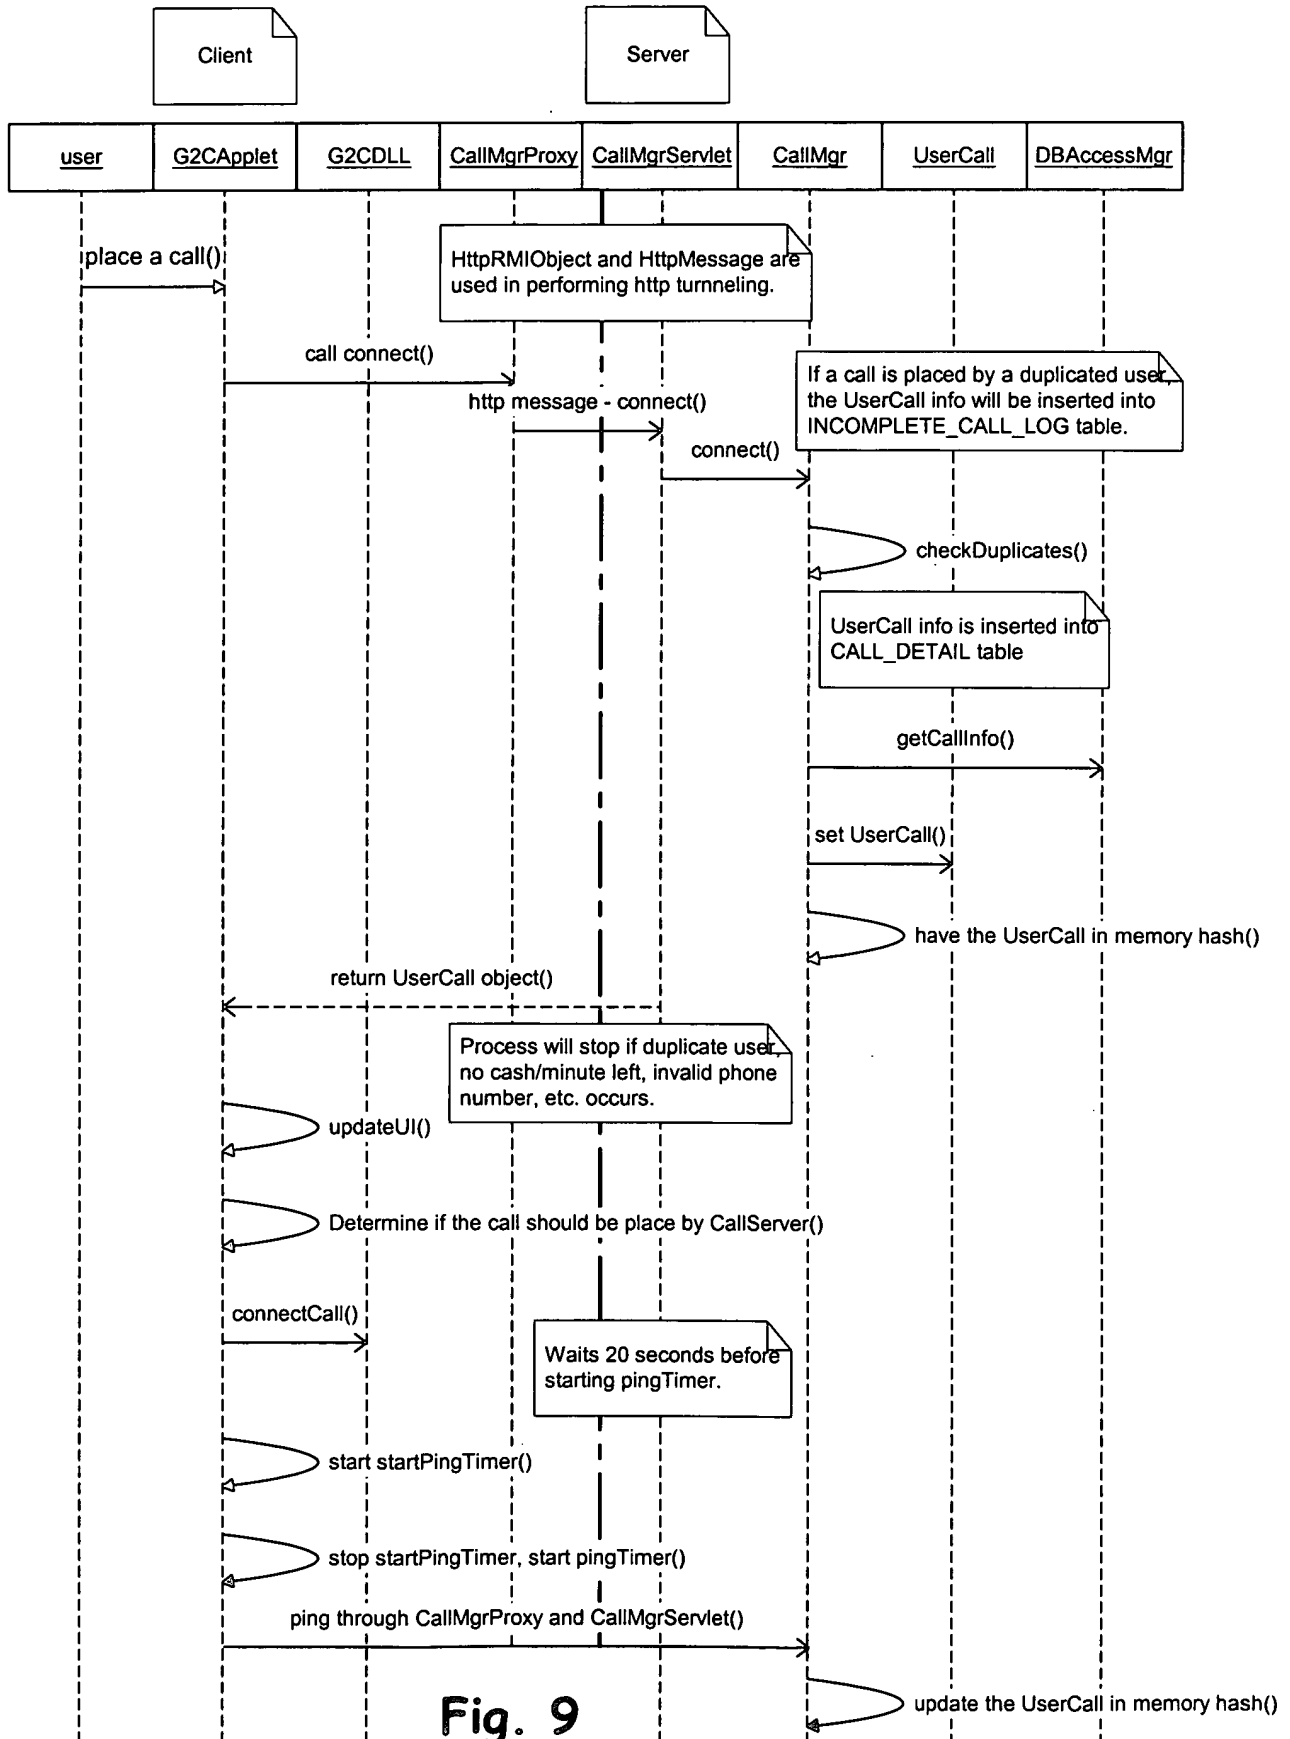 Client
Server
user
G2CApplet
G2CDLL
CallMgrProxy
CallMgrServlet
CallMgr
UserCall
DBAccessMgr
place a call()
HttpRMIObject and HttpMessage are
used in performing http turnneling.
call connect()
If a call is placed by a duplicated user,
the UserCall info will be inserted into
INCOMPLETE_CALL_LOG table.
http message - connect()
connect()
checkDuplicates()
UserCall info is inserted into
CALL_DETAIL table
getCallInfo()
set UserCall()
have the UserCall in memory hash()
return UserCall object()
Process will stop if duplicate user,
no cash/minute left, invalid phone
number, etc. occurs.
updateUI()
Determine if the call should be place by CallServer()
connectCall()
Waits 20 seconds before
starting pingTimer.
start startPingTimer()
stop startPingTimer, start pingTimer()
ping through CallMgrProxy and CallMgrServlet()
update the UserCall in memory hash()
Fig. 9